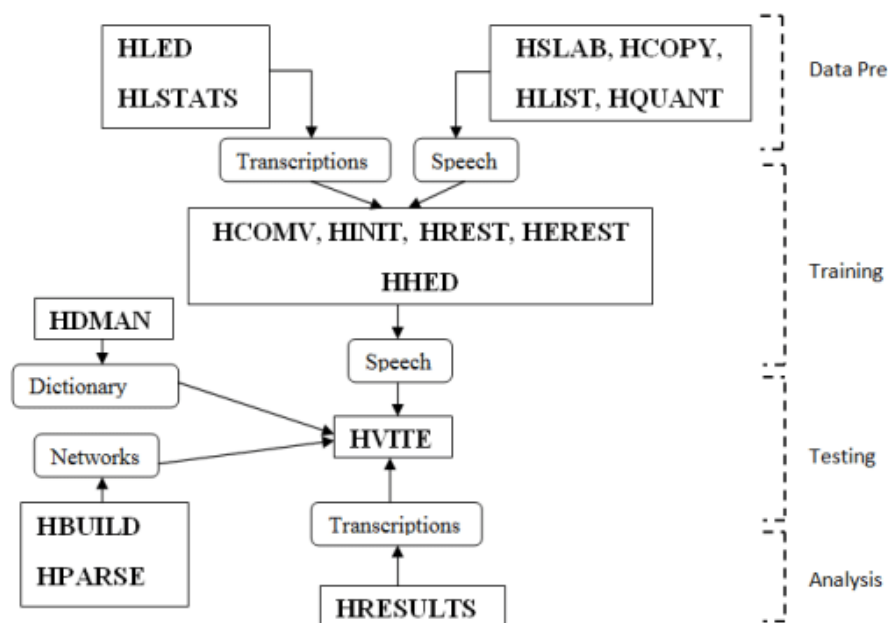 HLED
HLSTATS
HSLAB, HCOPY,
HLIST, HQUANT
Data Pre
Transcriptions
Speech
HCOMV, HINIT, HREST, HEREST
HHED
Training
HDMAN
Speech
Dictionary
HVITE
Networks
Testing
HBUILD
HPARSE
Transcriptions
Analysis
HRESULTS